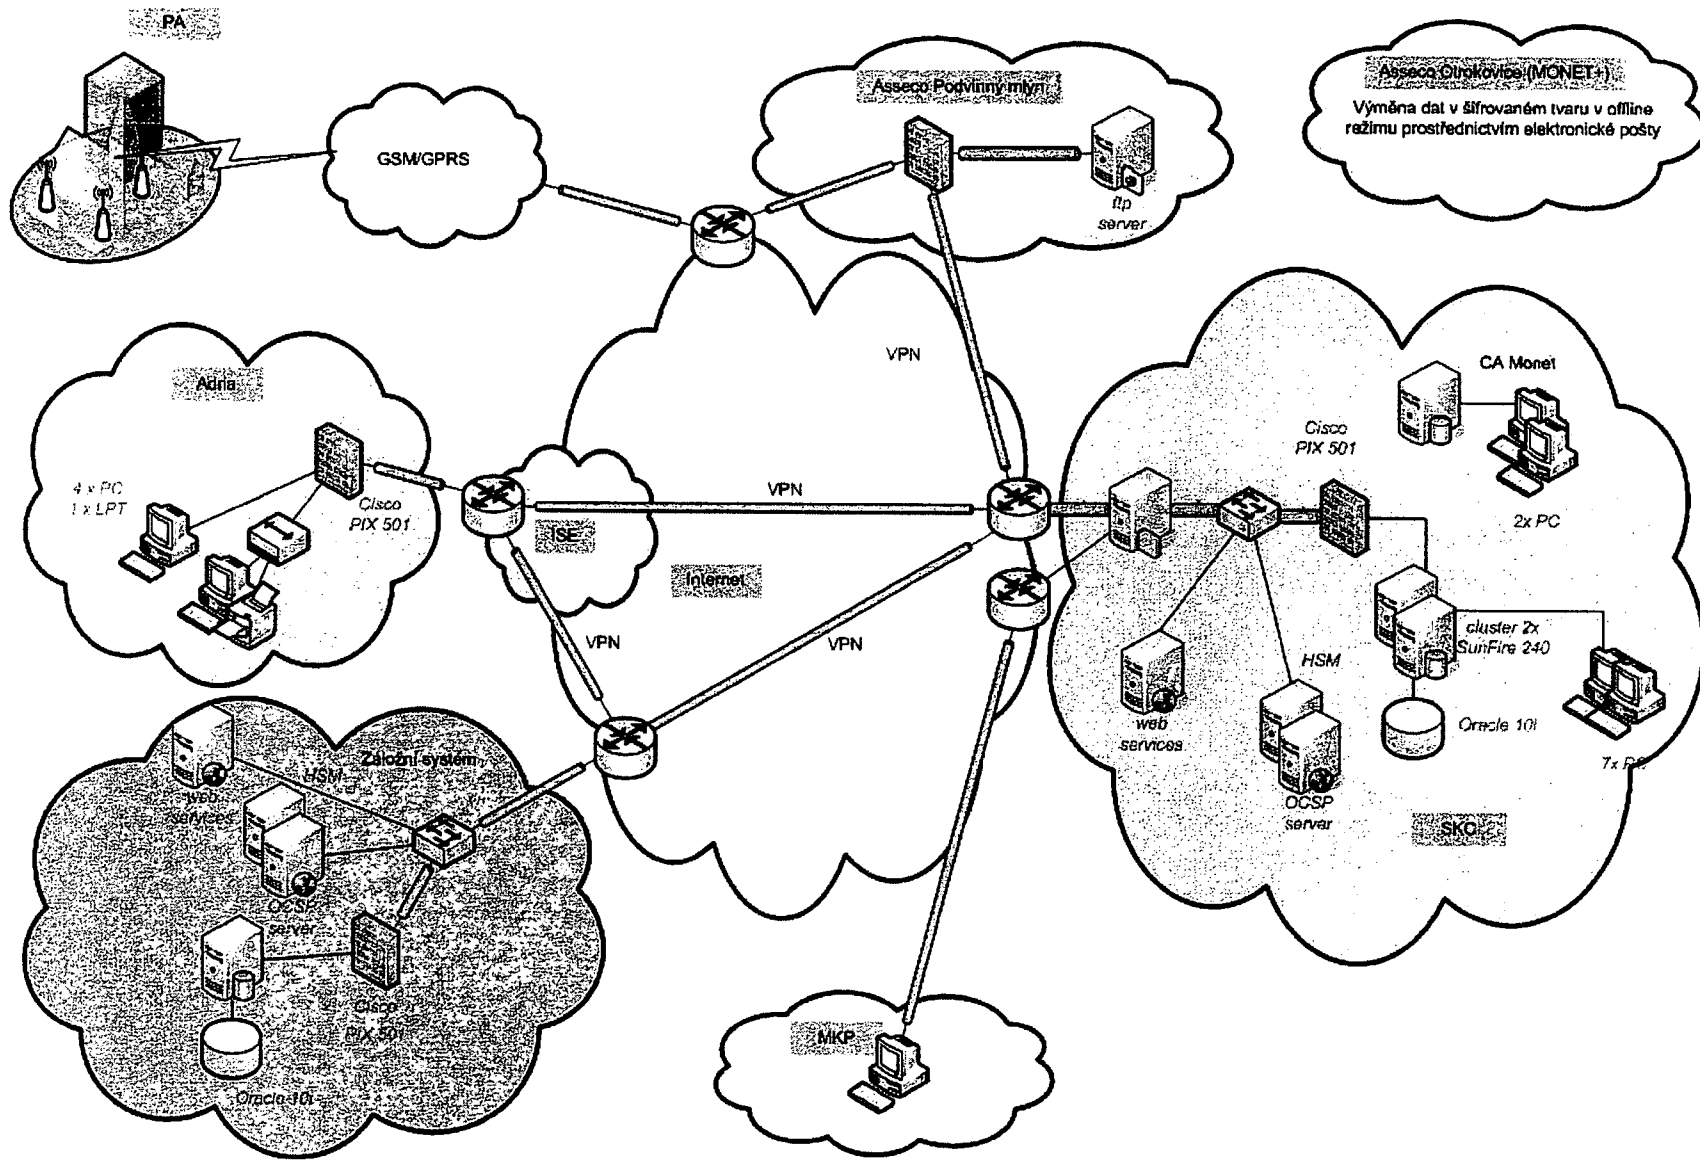 PA
Asseco Podvinný mlýn
Asseco Otrokovice (MONET+)
Výměna dat v šifrovaném tvaru v offline
režimu prostřednictvím elektronické pošty
GSM/GPRS
ftp
server
VPN
Adria
4 x PC
1 x LPT
Cisco
PIX 501
ISE
VPN
Internet
VPN
VPN
CA Monet
Cisco
PIX 501
2x PC
cluster 2x
SunFire 240
HSM
web
services
Oracle 10i
7x PC
OCSP
server
SKC
Záložní systém
HSM
web
services
OCSP
server
Cisco
PIX 501
Oracle 10i
MKP